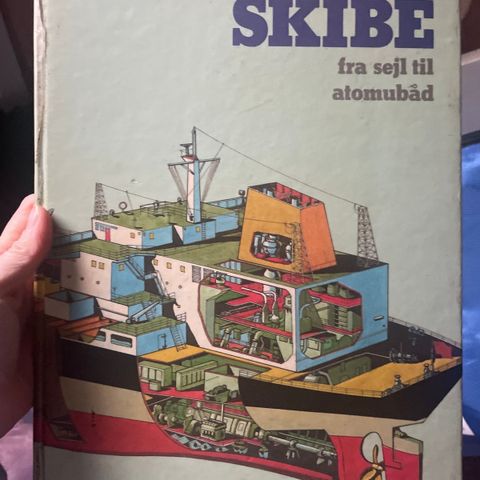 SKIBE
fra sejl til
atomubåd